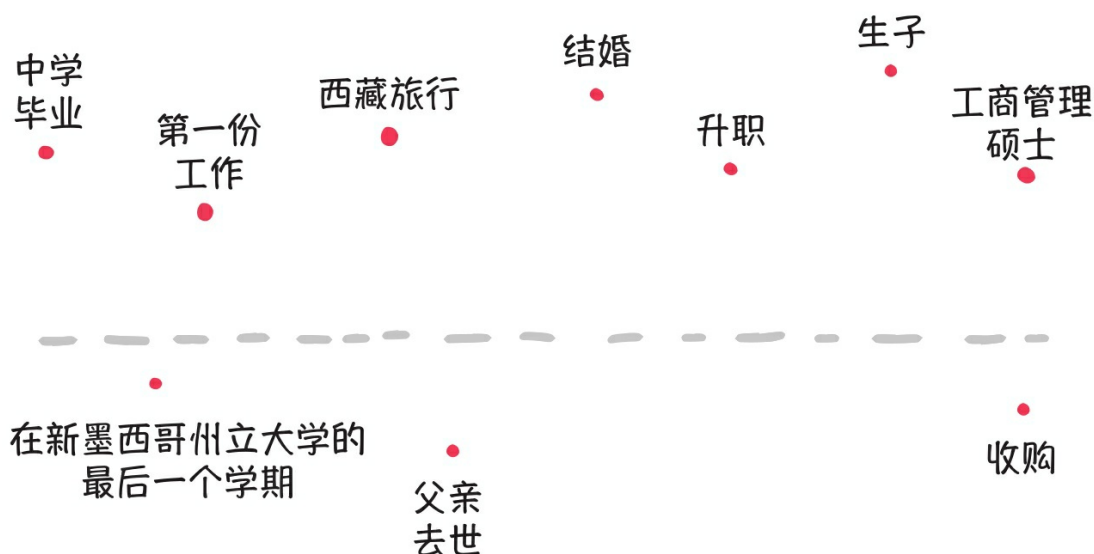 中学
毕业
第一份
工作
西藏旅行
结婚
升职
生子
工商管理
硕士
在新墨西哥州立大学的
最后一个学期
父亲
去世
收购